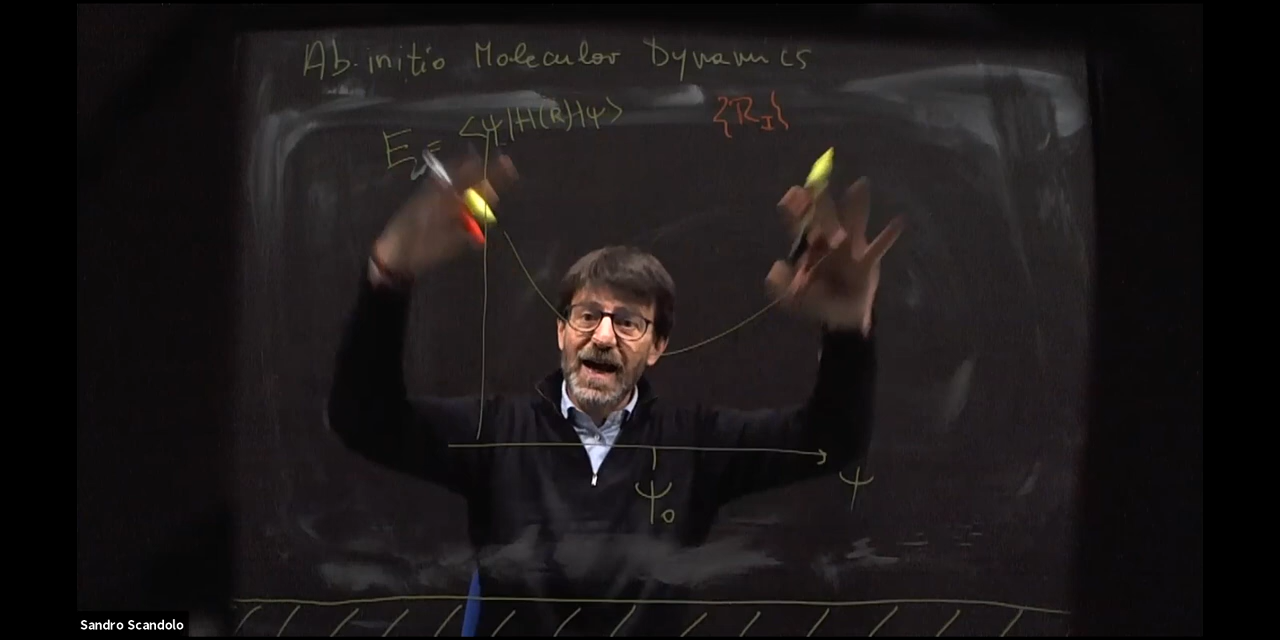 Ab-initio Molecular Dynamics
E = <ψ|H(R)|ψ> {R_I}
ψ₀ ψ
Sandro Scandolo